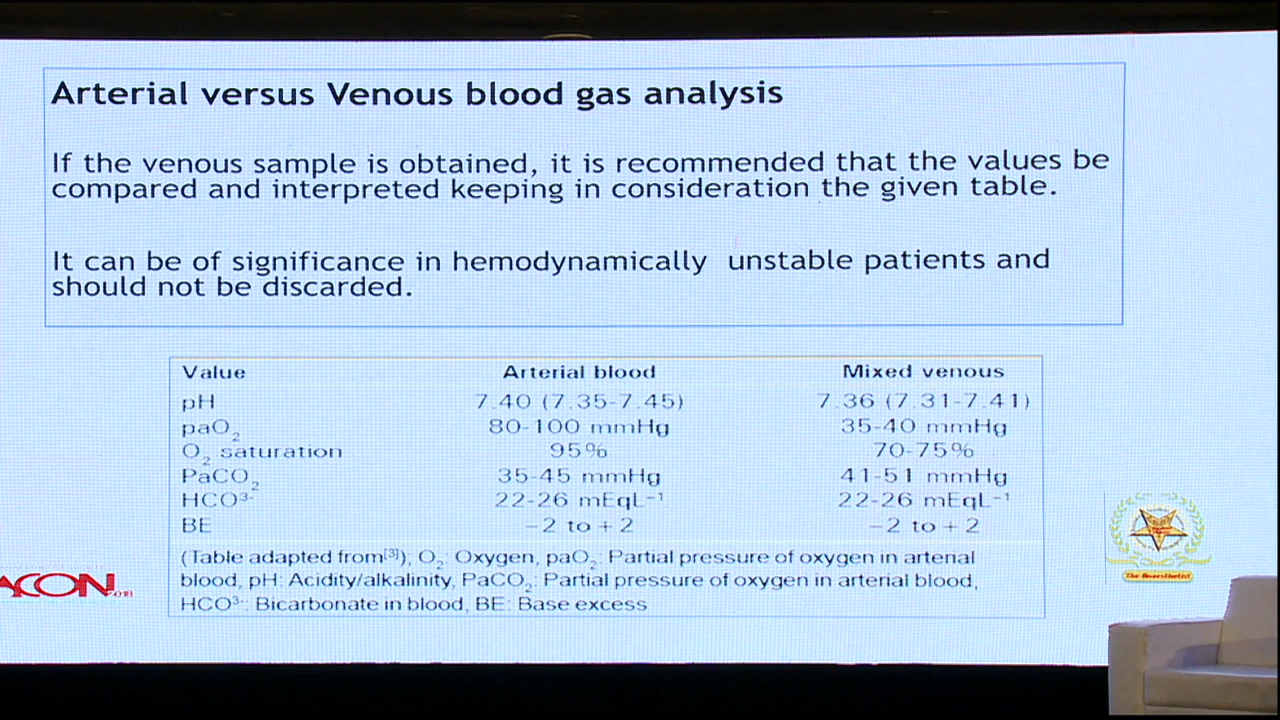 Arterial versus Venous blood gas analysis
If the venous sample is obtained, it is recommended that the values be
compared and interpreted keeping in consideration the given table.
It can be of significance in hemodynamically unstable patients and
should not be discarded.
Value Arterial blood Mixed venous
pH 7.40 (7.35-7.45) 7.36 (7.31-7.41)
paO₂ 80-100 mmHg 35-40 mmHg
O₂ saturation 95% 70-75%
PaCO₂ 35-45 mmHg 41-51 mmHg
HCO³⁻ 22-26 mEqL⁻¹ 22-26 mEqL⁻¹
BE −2 to + 2 −2 to + 2
(Table adapted from[3]); O₂: Oxygen, paO₂: Partial pressure of oxygen in arterial
blood, pH: Acidity/alkalinity, PaCO₂: Partial pressure of oxygen in arterial blood,
HCO³⁻: Bicarbonate in blood, BE: Base excess
ACON
The Anaesthetist